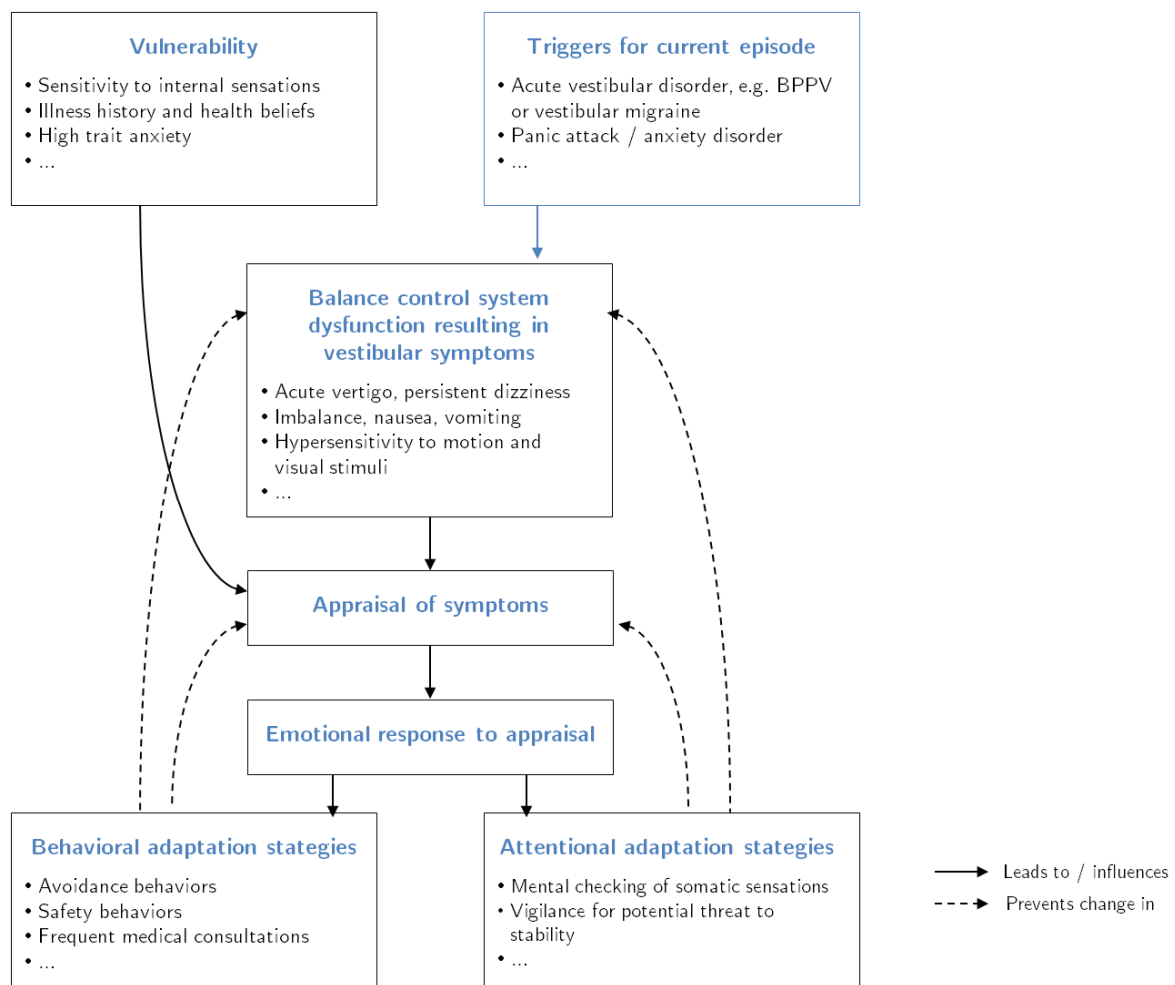 Vulnerability
• Sensitivity to internal sensations
• Illness history and health beliefs
• High trait anxiety
• ...
Triggers for current episode
• Acute vestibular disorder, e.g. BPPV
or vestibular migraine
• Panic attack / anxiety disorder
• ...
Balance control system
dysfunction resulting in
vestibular symptoms
• Acute vertigo, persistent dizziness
• Imbalance, nausea, vomiting
• Hypersensitivity to motion and
visual stimuli
• ...
Appraisal of symptoms
Emotional response to appraisal
Behavioral adaptation stategies
• Avoidance behaviors
• Safety behaviors
• Frequent medical consultations
• ...
Attentional adaptation stategies
• Mental checking of somatic sensations
• Vigilance for potential threat to
stability
• ...
Leads to / influences
Prevents change in